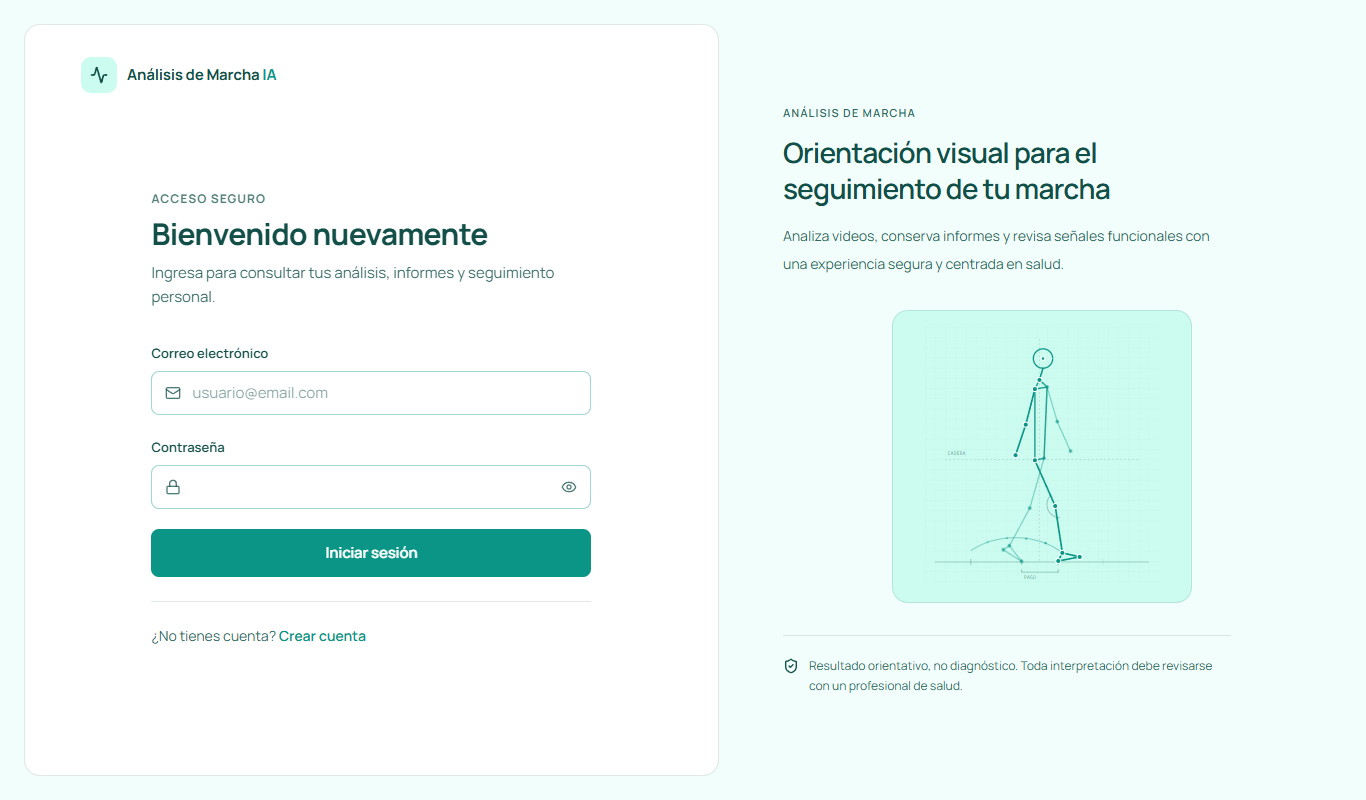 Análisis de Marcha IA
ACCESO SEGURO
Bienvenido nuevamente
Ingresa para consultar tus análisis, informes y seguimiento
personal.
Correo electrónico
usuario@email.com
Contraseña
Iniciar sesión
¿No tienes cuenta? Crear cuenta
ANÁLISIS DE MARCHA
Orientación visual para el
seguimiento de tu marcha
Analiza videos, conserva informes y revisa señales funcionales con
una experiencia segura y centrada en salud.
CADERA
PASO
Resultado orientativo, no diagnóstico. Toda interpretación debe revisarse
con un profesional de salud.